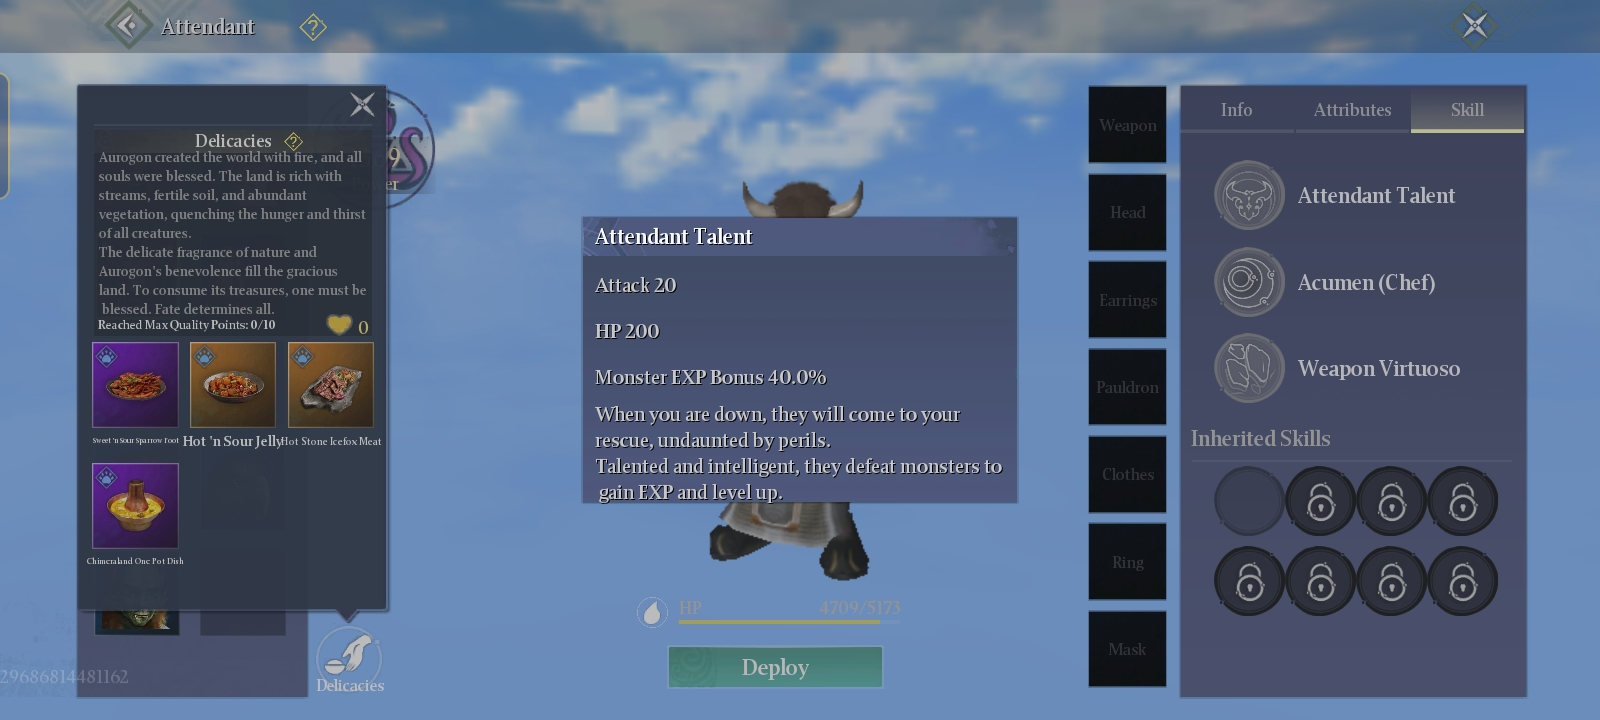 Attendant
?
Delicacies ?
Aurogon created the world with fire, and all
souls were blessed. The land is rich with
streams, fertile soil, and abundant
vegetation, quenching the hunger and thirst
of all creatures.
The delicate fragrance of nature and
Aurogon's benevolence fill the gracious
land. To consume its treasures, one must be
blessed. Fate determines all.
Reached Max Quality Points: 0/10
0
Sweet 'n Sour Sparrow Foot
Hot 'n Sour Jelly
Hot Stone Icefox Meat
Chimeraland One Pot Dish
Delicacies
29686814481162
9
er
Attendant Talent
Attack 20
HP 200
Monster EXP Bonus 40.0%
When you are down, they will come to your
rescue, undaunted by perils.
Talented and intelligent, they defeat monsters to
gain EXP and level up.
HP 4709/5173
Deploy
Weapon
Head
Earrings
Pauldron
Clothes
Ring
Mask
Info
Attributes
Skill
Attendant Talent
Acumen (Chef)
Weapon Virtuoso
Inherited Skills